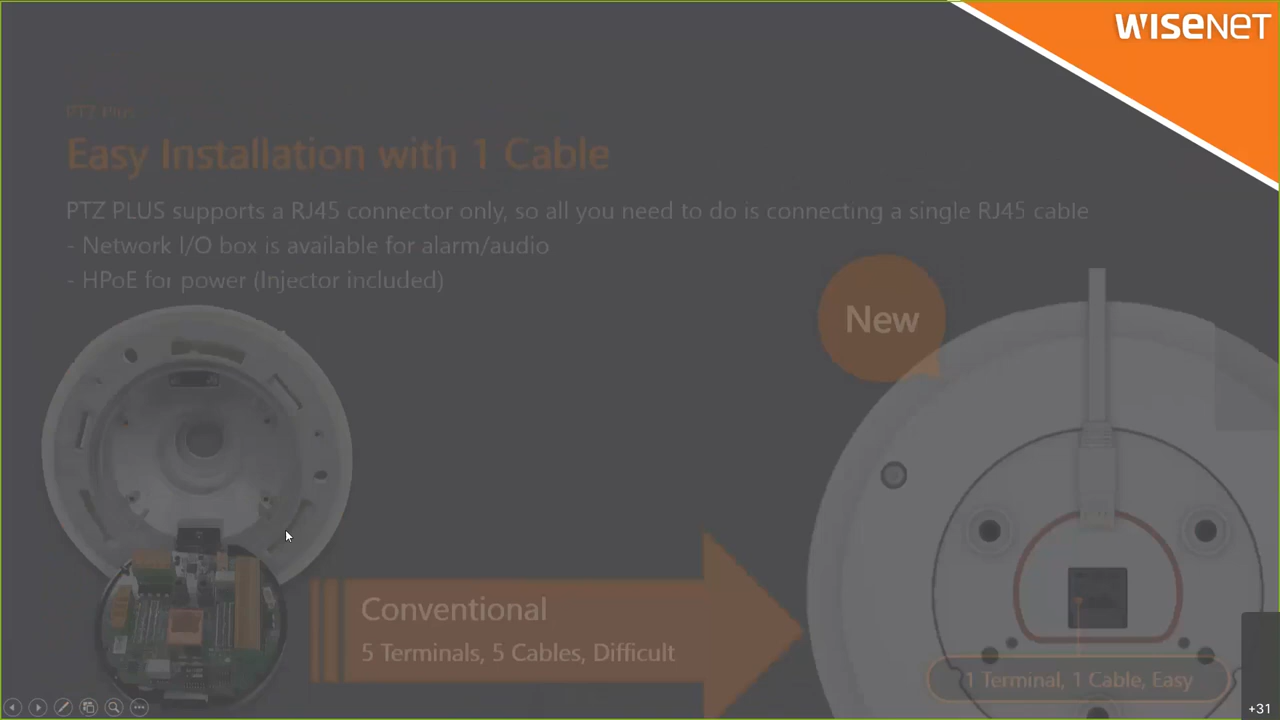 WISENET
PTZ Plus
Easy Installation with 1 Cable
PTZ PLUS supports a RJ45 connector only, so all you need to do is connecting a single RJ45 cable
- Network I/O box is available for alarm/audio
- HPoE for power (Injector included)
New
Conventional
5 Terminals, 5 Cables, Difficult
1 Terminal, 1 Cable, Easy
+31